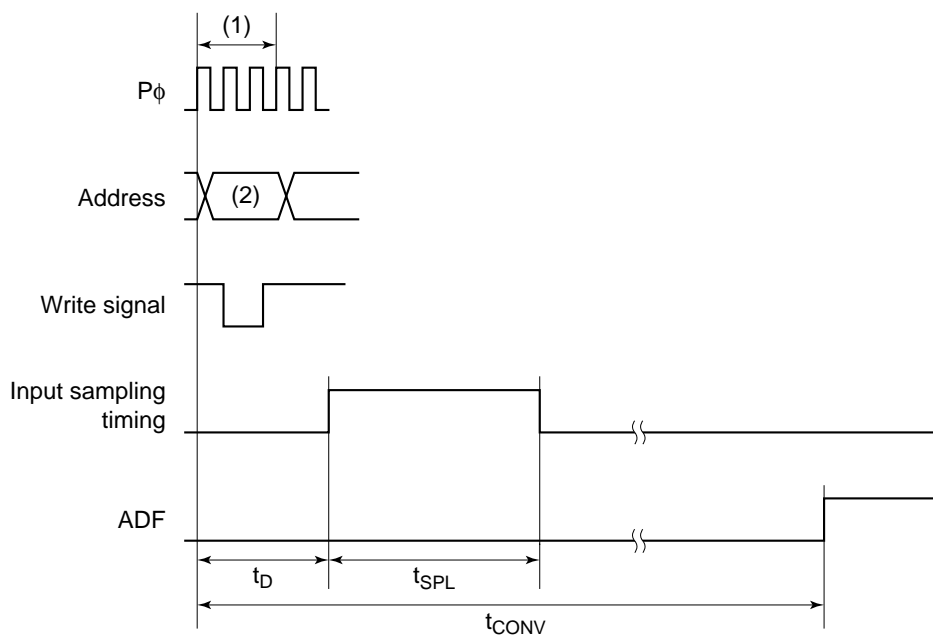 (1)
Pϕ
Address
(2)
Write signal
Input sampling
timing
ADF
tD
tSPL
tCONV